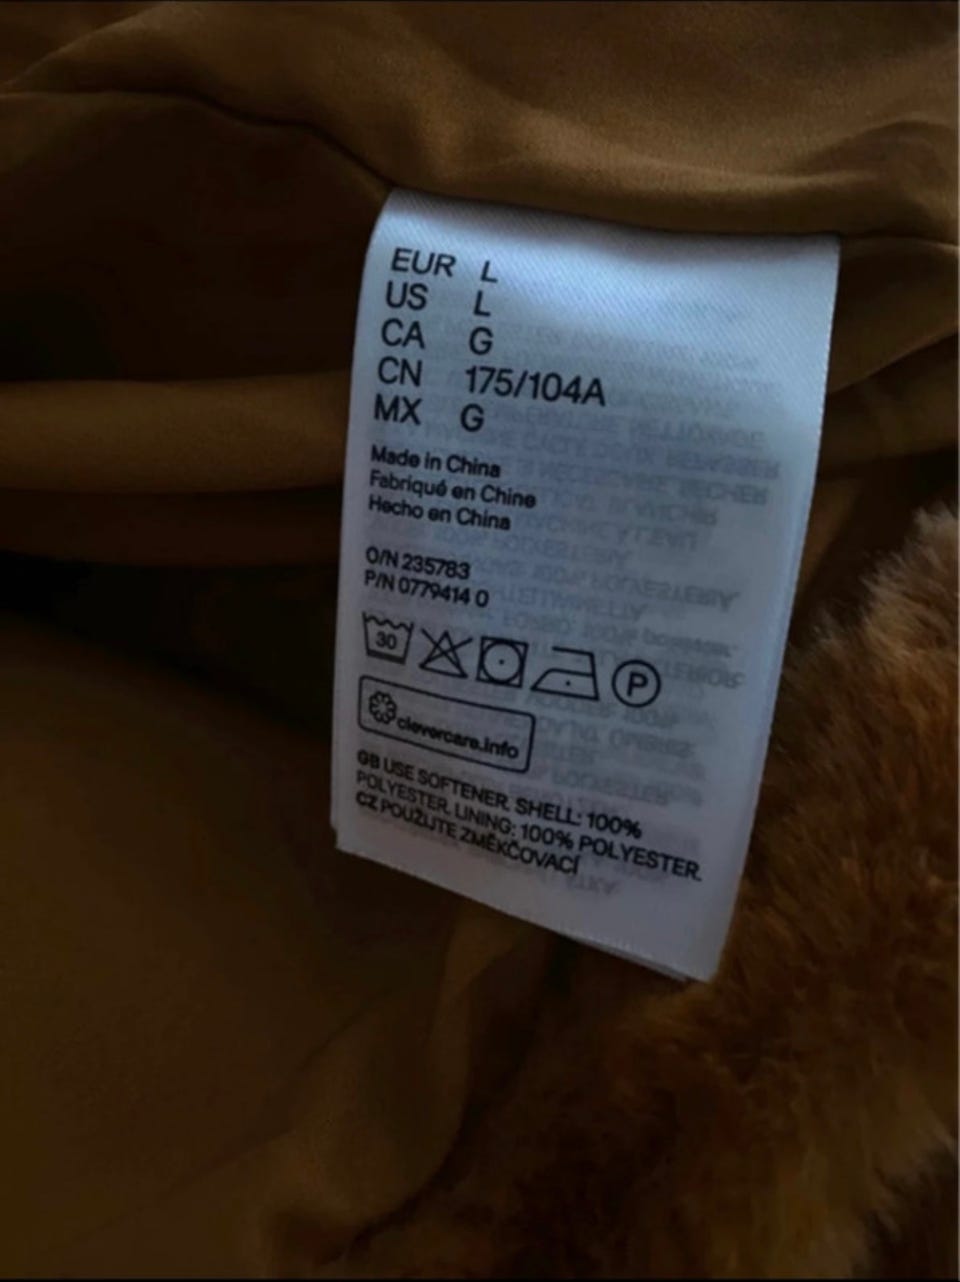 EUR L
US L
CA G
CN 175/104A
MX G
Made in China
Fabriqué en Chine
Hecho en China
O/N 235783
P/N 0779414 0
30
P
clevercare.info
GB USE SOFTENER. SHELL: 100%
POLYESTER. LINING: 100% POLYESTER.
CZ POUŽIJTE ZMĚKČOVACÍ